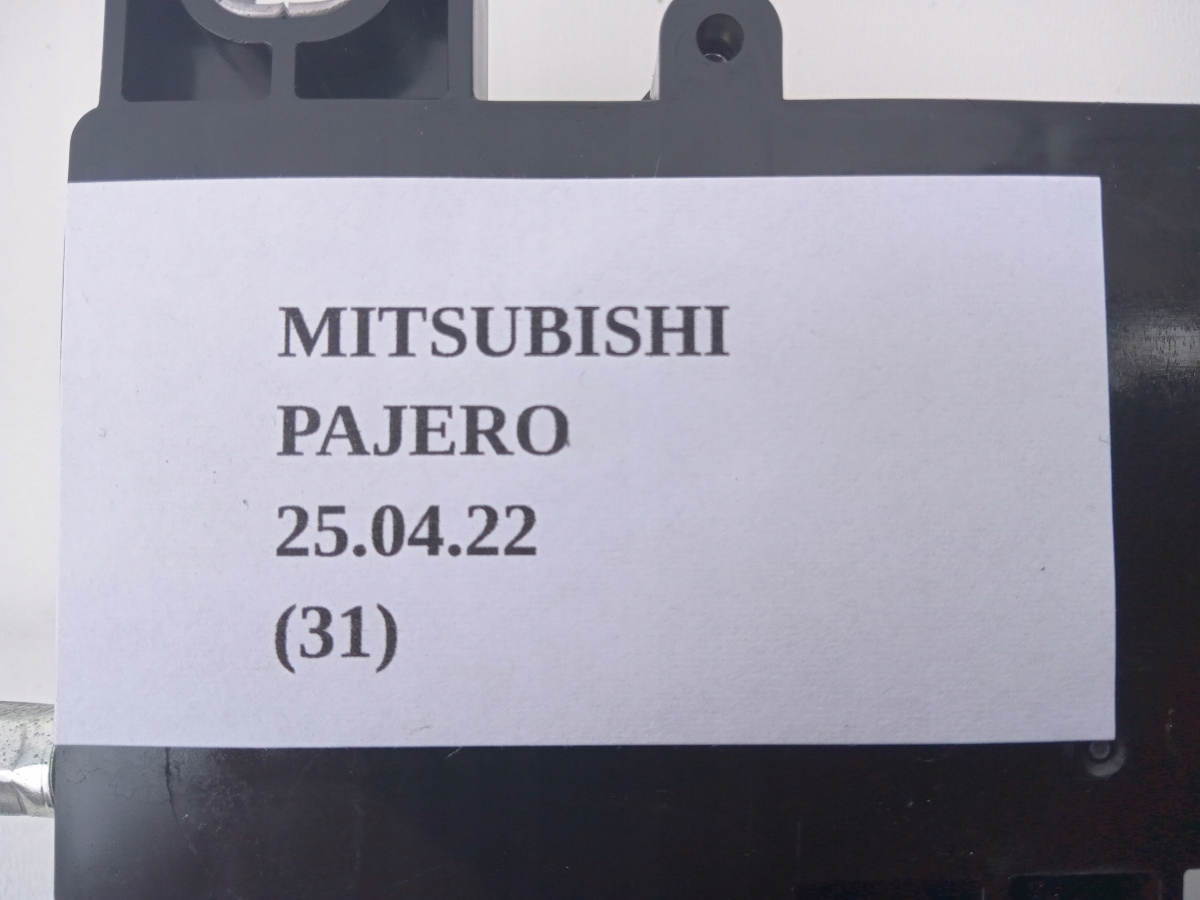 MITSUBISHI
PAJERO
25.04.22
(31)